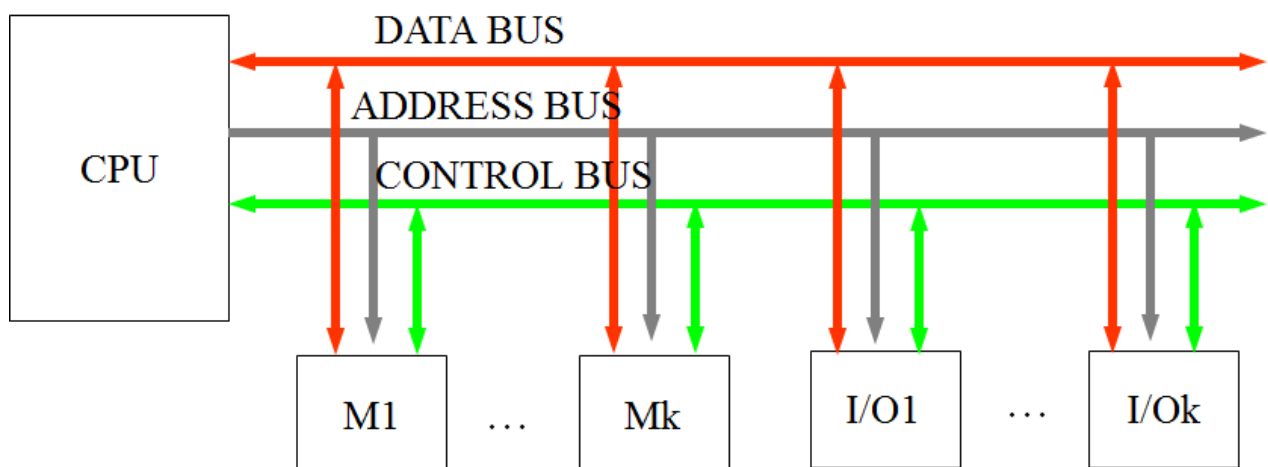 DATA BUS
ADDRESS BUS
CPU
CONTROL BUS
M1 ... Mk I/O1 ... I/Ok